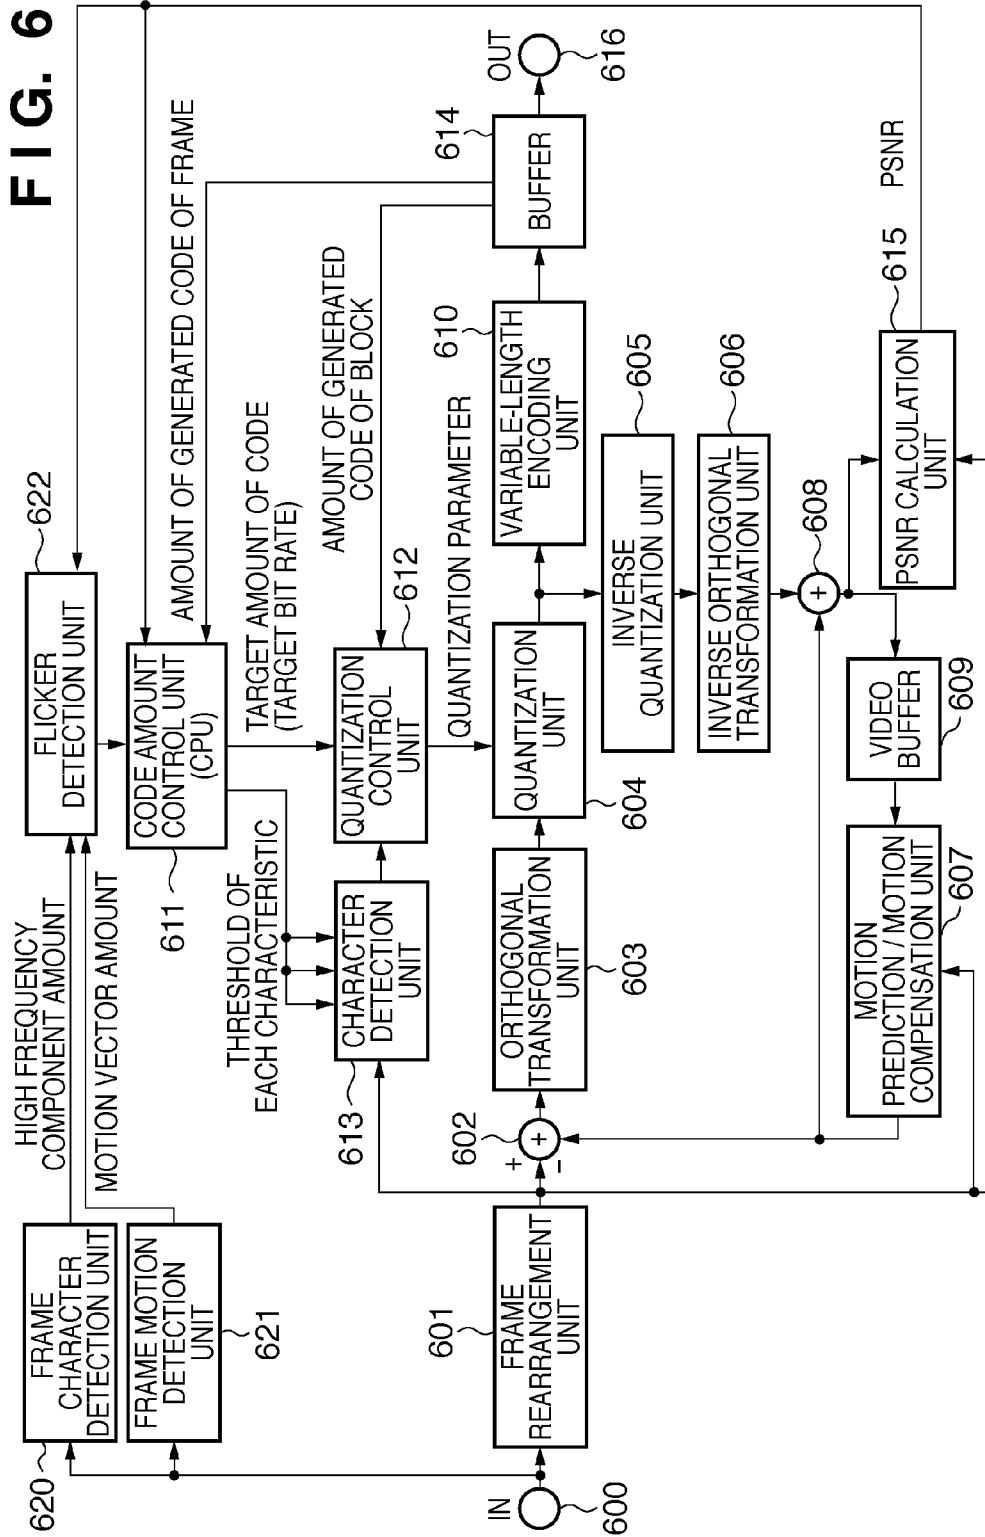 FIG. 6
FRAME
CHARACTER
DETECTION UNIT
620
HIGH FREQUENCY
COMPONENT AMOUNT
FLICKER
DETECTION UNIT
622
FRAME MOTION
DETECTION
UNIT
621
MOTION VECTOR AMOUNT
CODE AMOUNT
CONTROL UNIT
(CPU)
611
AMOUNT OF GENERATED CODE OF FRAME
THRESHOLD OF
EACH CHARACTERISTIC
TARGET AMOUNT OF CODE
(TARGET BIT RATE)
AMOUNT OF GENERATED
CODE OF BLOCK
613
CHARACTER
DETECTION
UNIT
QUANTIZATION
CONTROL
UNIT
612
QUANTIZATION PARAMETER
IN
600
601
FRAME
REARRANGEMENT
UNIT
602
+
-
+
ORTHOGONAL
TRANSFORMATION
UNIT
603
QUANTIZATION
UNIT
604
VARIABLE-LENGTH
ENCODING
UNIT
610
BUFFER
614
OUT
616
INVERSE
QUANTIZATION UNIT
605
INVERSE ORTHOGONAL
TRANSFORMATION UNIT
606
+
608
MOTION
PREDICTION / MOTION
COMPENSATION UNIT
607
VIDEO
BUFFER
609
PSNR CALCULATION
UNIT
615
PSNR